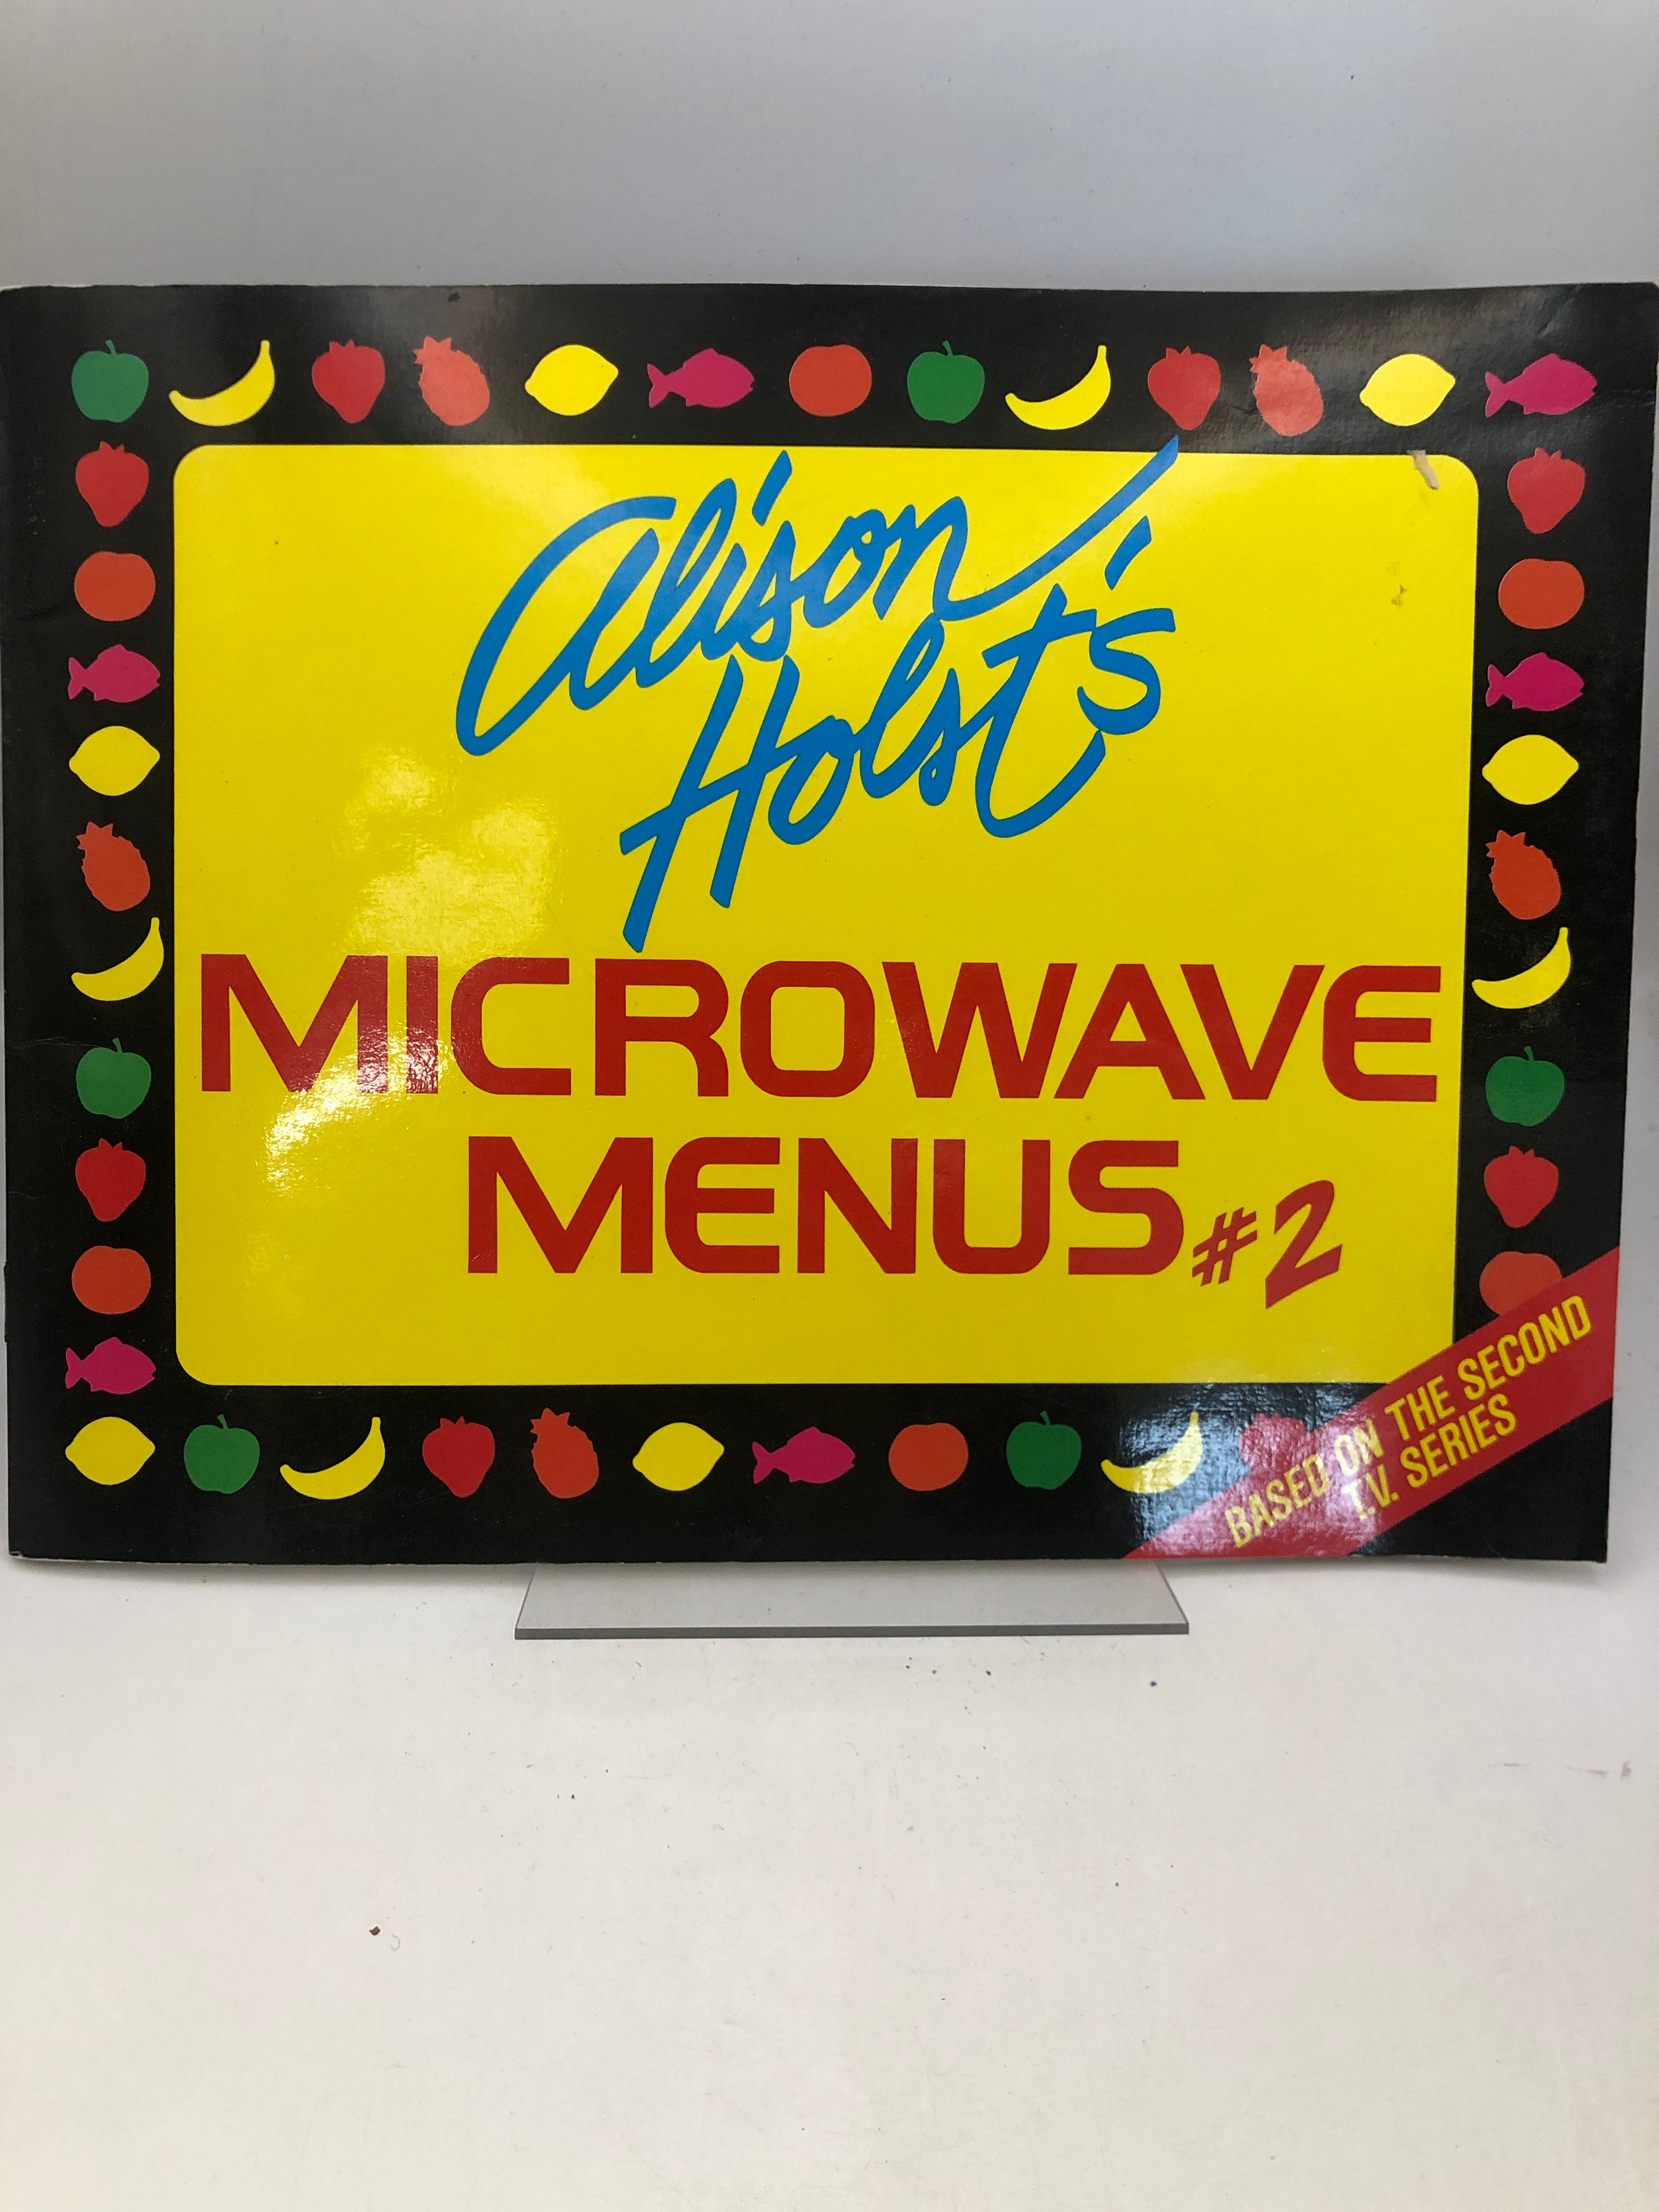 Alison
Holst's
MICROWAVE
MENUS #2
BASED ON THE SECOND
T.V. SERIES